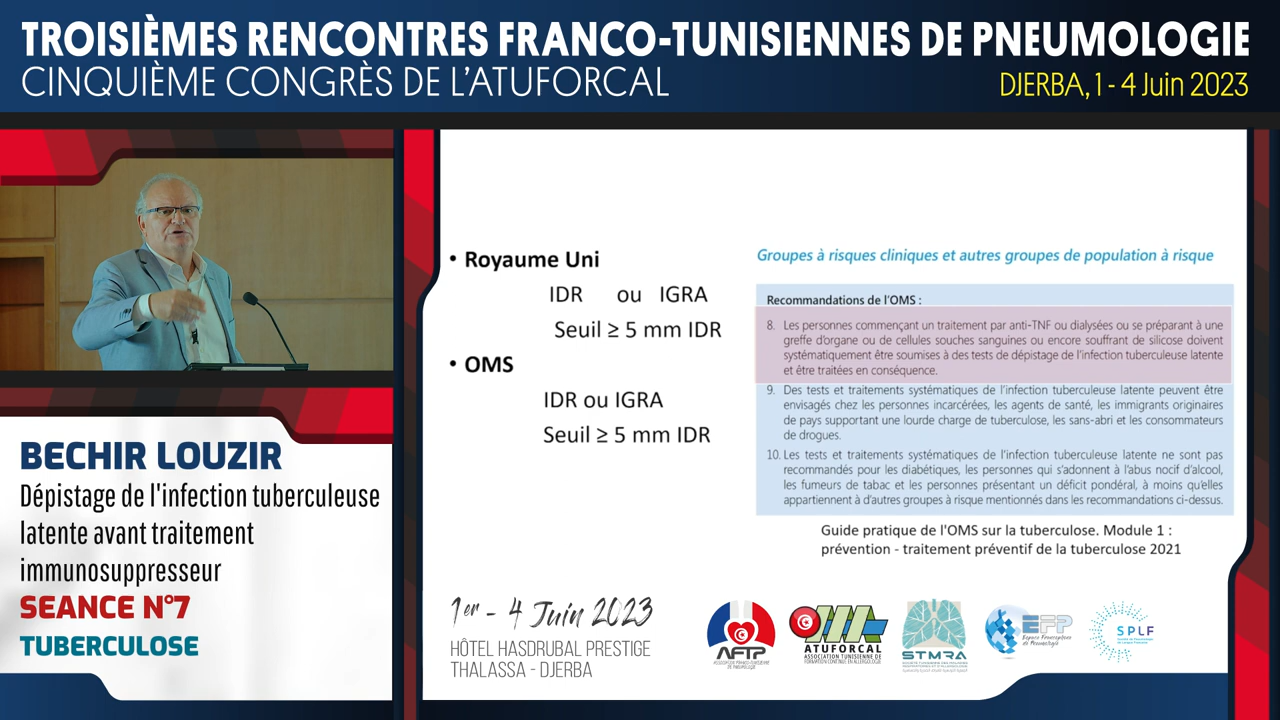 TROISIÈMES RENCONTRES FRANCO-TUNISIENNES DE PNEUMOLOGIE
CINQUIÈME CONGRÈS DE L'ATUFORCAL
DJERBA, 1 - 4 Juin 2023
BECHIR LOUZIR
Dépistage de l'infection tuberculeuse
latente avant traitement
immunosuppresseur
SEANCE N°7
TUBERCULOSE
• Royaume Uni
IDR ou IGRA
Seuil ≥ 5 mm IDR
• OMS
IDR ou IGRA
Seuil ≥ 5 mm IDR
Groupes à risques cliniques et autres groupes de population à risque
Recommandations de l'OMS :
8. Les personnes commençant un traitement par anti-TNF ou dialysées ou se préparant à une
greffe d'organe ou de cellules souches sanguines ou encore souffrant de silicose doivent
systématiquement être soumises à des tests de dépistage de l'infection tuberculeuse latente
et être traitées en conséquence.
9. Des tests et traitements systématiques de l'infection tuberculeuse latente peuvent être
envisagés chez les personnes incarcérées, les agents de santé, les immigrants originaires
de pays supportant une lourde charge de tuberculose, les sans-abri et les consommateurs
de drogues.
10. Les tests et traitements systématiques de l'infection tuberculeuse latente ne sont pas
recommandés pour les diabétiques, les personnes qui s'adonnent à l'abus nocif d'alcool,
les fumeurs de tabac et les personnes présentant un déficit pondéral, à moins qu'elles
appartiennent à d'autres groupes à risque mentionnés dans les recommandations ci-dessus.
Guide pratique de l'OMS sur la tuberculose. Module 1 :
prévention - traitement préventif de la tuberculose 2021
1er - 4 Juin 2023
HÔTEL HASDRUBAL PRESTIGE
THALASSA - DJERBA
AFTP
ATUFORCAL
ASSOCIATION TUNISIENNE DE
FORMATION CONTINUE EN ALLERGOLOGIE
STMRA
EFP
Espace Francophone
de Pneumologie
SPLF